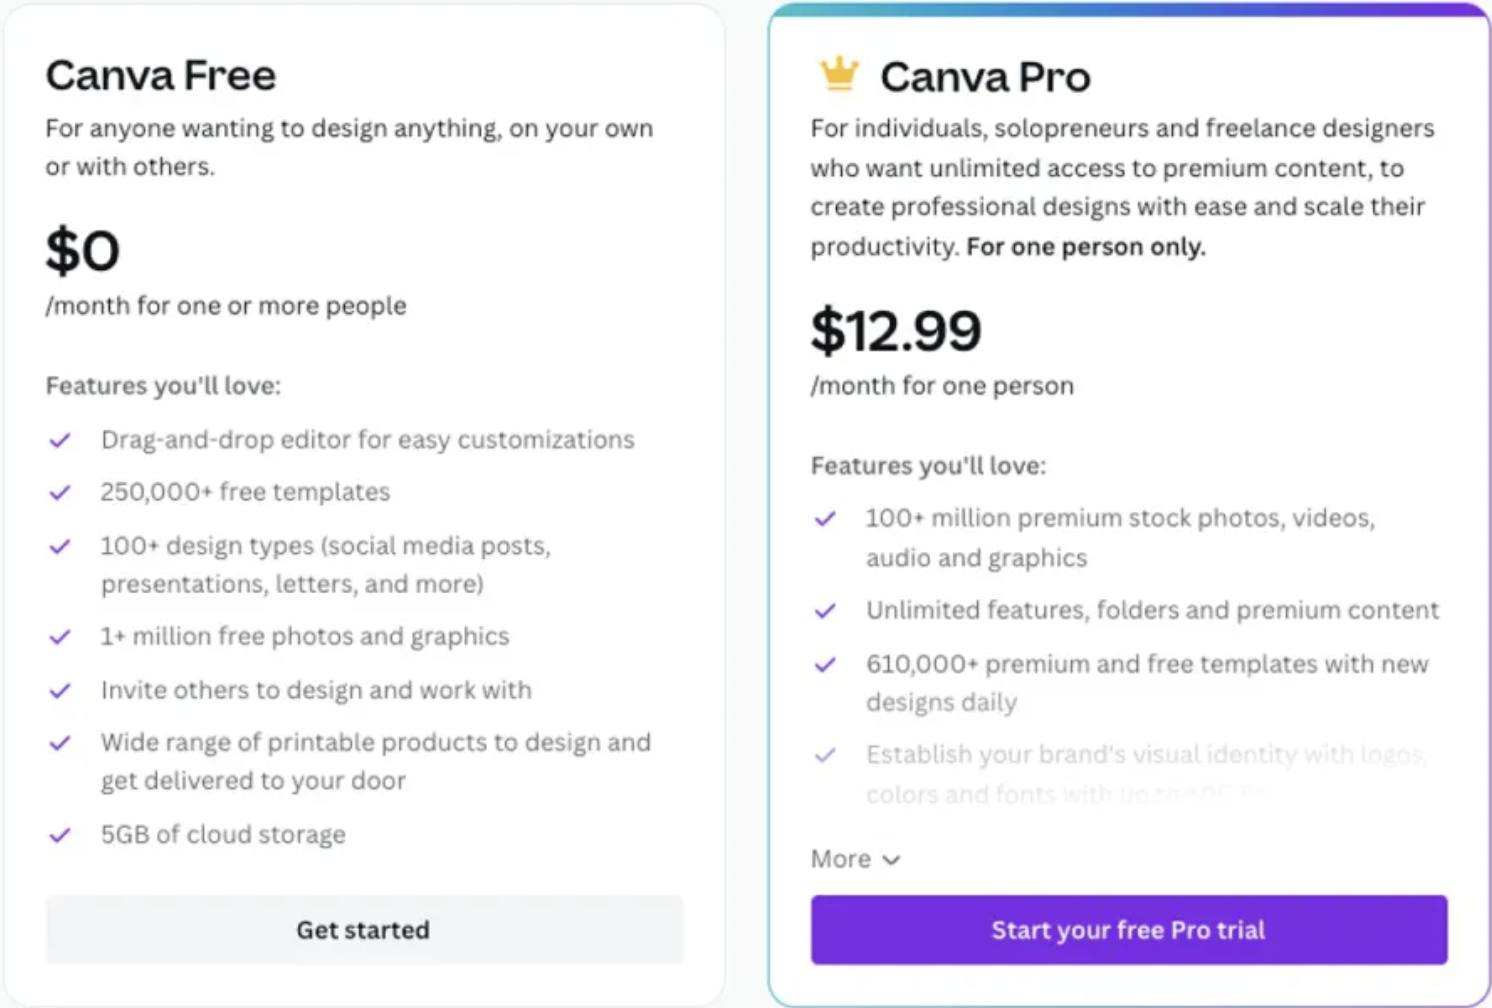 Canva Free
For anyone wanting to design anything, on your own
or with others.
$0
/month for one or more people
Features you'll love:
Drag-and-drop editor for easy customizations
250,000+ free templates
100+ design types (social media posts,
presentations, letters, and more)
1+ million free photos and graphics
Invite others to design and work with
Wide range of printable products to design and
get delivered to your door
5GB of cloud storage
Get started
Canva Pro
For individuals, solopreneurs and freelance designers
who want unlimited access to premium content, to
create professional designs with ease and scale their
productivity. For one person only.
$12.99
/month for one person
Features you'll love:
100+ million premium stock photos, videos,
audio and graphics
Unlimited features, folders and premium content
610,000+ premium and free templates with new
designs daily
Establish your brand's visual identity with logos,
colors and fonts with up to
More
Start your free Pro trial